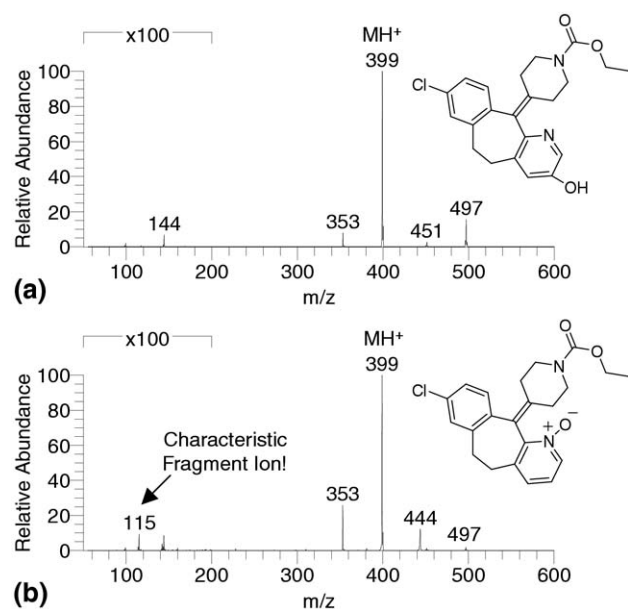 x100
MH+
399
Relative Abundance
100
80
60
40
20
0
144
353
451
497
100
200
300
400
500
600
m/z
(a)
O
N
O
Cl
N
OH
x100
MH+
399
Relative Abundance
100
80
60
40
20
0
Characteristic
Fragment Ion!
115
353
444
497
100
200
300
400
500
600
m/z
(b)
O
N
O
Cl
+
N
O
−